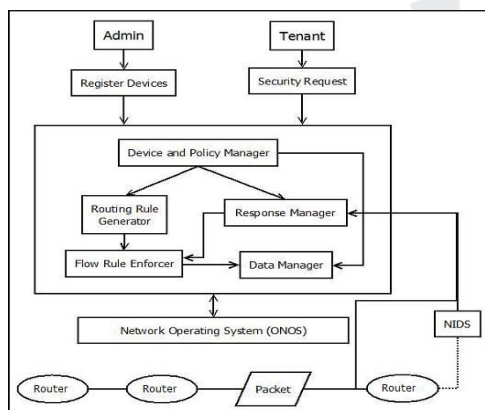 Admin
Tenant
Register Devices
Security Request
Device and Policy Manager
Routing Rule
Generator
Response Manager
Flow Rule Enforcer
Data Manager
Network Operating System (ONOS)
NIDS
Router
Router
Packet
Router